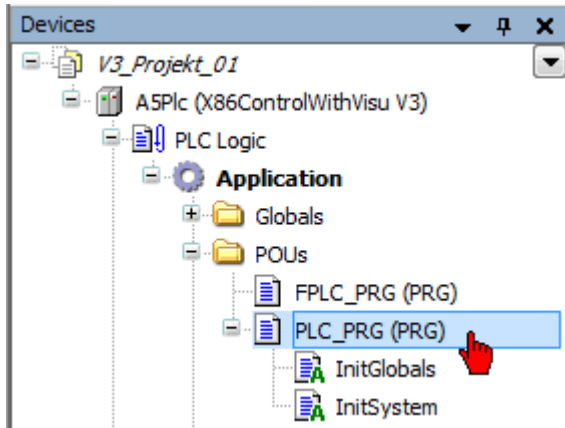 Devices
V3_Projekt_01
A5Plc (X86ControlWithVisu V3)
PLC Logic
Application
Globals
POUs
FPLC_PRG (PRG)
PLC_PRG (PRG)
InitGlobals
InitSystem